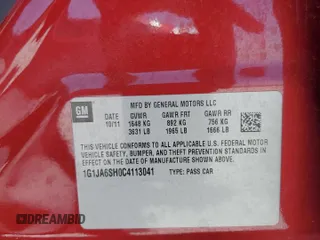 GM
MFD BY GENERAL MOTORS LLC
DATE GVWR GAWR FRT GAWR RR
10/11 1648 KG 892 KG 756 KG
3631 LB 1965 LB 1666 LB
THIS VEHICLE CONFORMS TO ALL APPLICABLE U.S. FEDERAL MOTOR
VEHICLE SAFETY, BUMPER, AND THEFT PREVENTION STANDARDS IN
EFFECT ON THE DATE OF MANUFACTURE SHOWN ABOVE.
1G1JA6SH0C4113041 TYPE: PASS CAR
DREAMBID